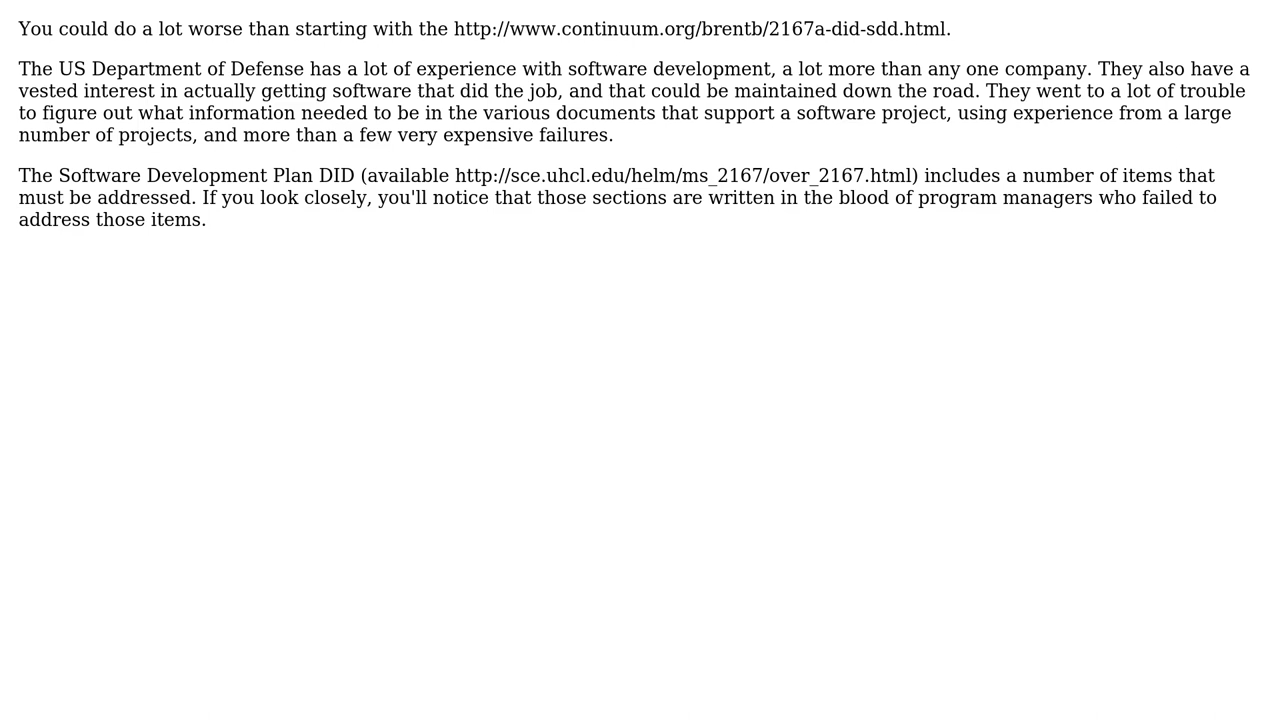 You could do a lot worse than starting with the http://www.continuum.org/brentb/2167a-did-sdd.html.
The US Department of Defense has a lot of experience with software development, a lot more than any one company. They also have a
vested interest in actually getting software that did the job, and that could be maintained down the road. They went to a lot of trouble
to figure out what information needed to be in the various documents that support a software project, using experience from a large
number of projects, and more than a few very expensive failures.
The Software Development Plan DID (available http://sce.uhcl.edu/helm/ms_2167/over_2167.html) includes a number of items that
must be addressed. If you look closely, you'll notice that those sections are written in the blood of program managers who failed to
address those items.